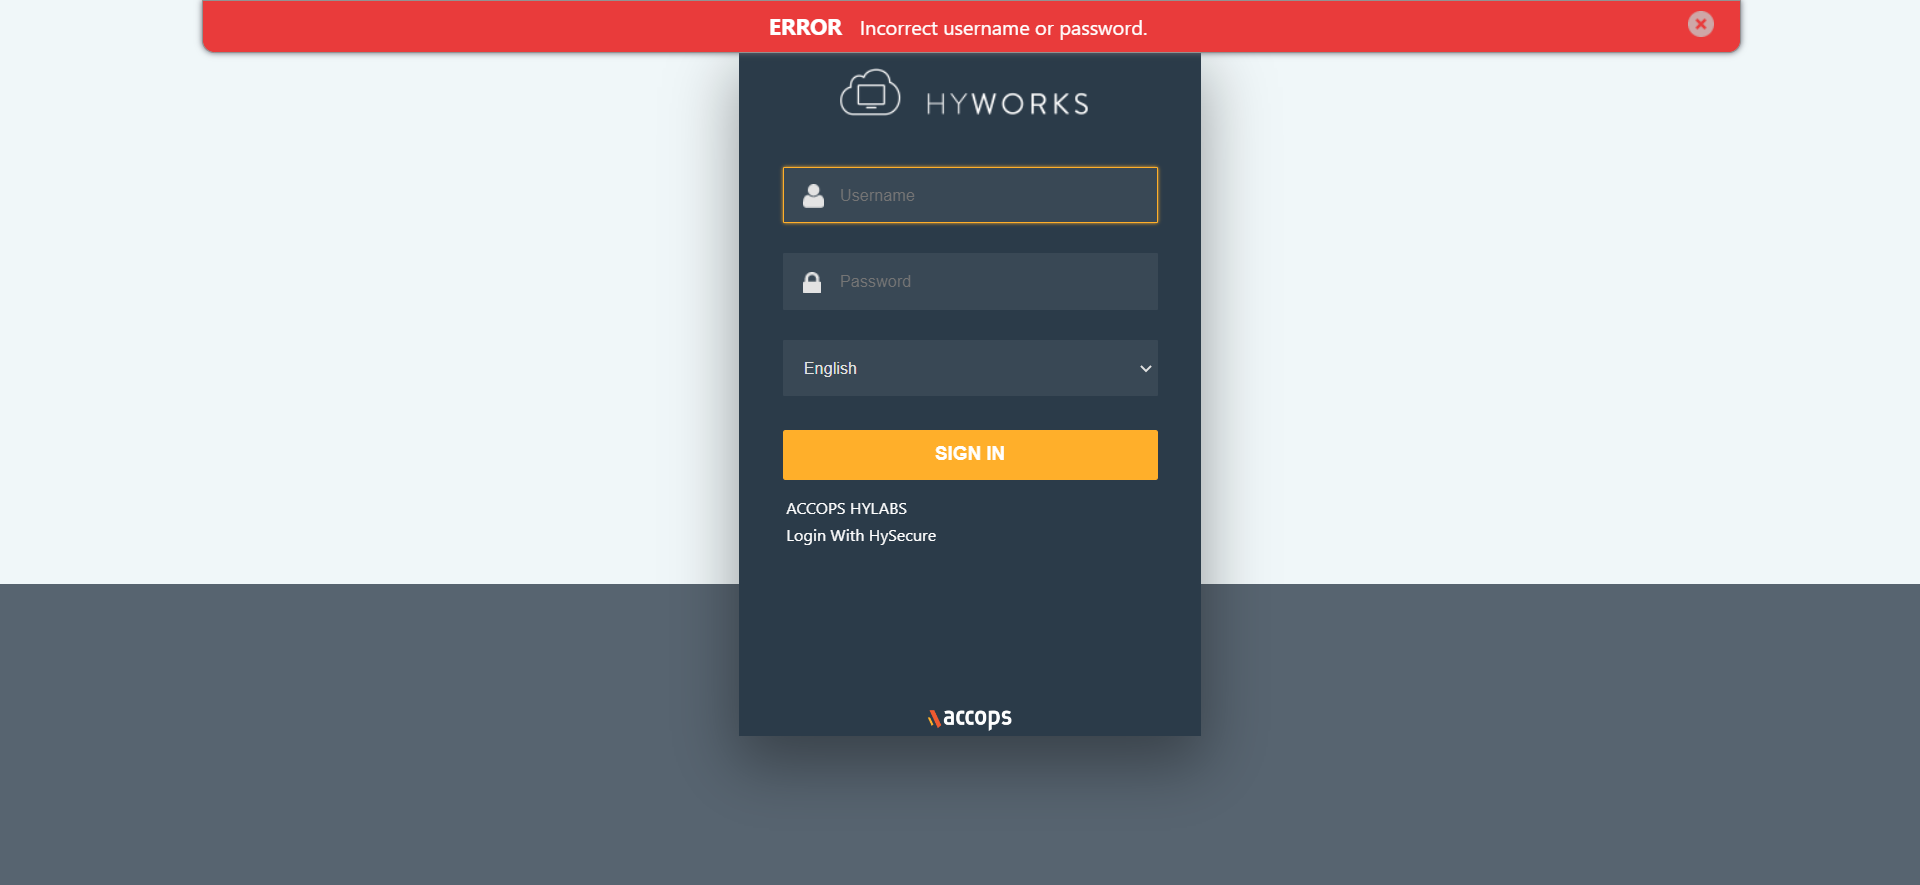 ERROR Incorrect username or password.
HYWORKS
Username
Password
English
SIGN IN
ACCOPS HYLABS
Login With HySecure
accops